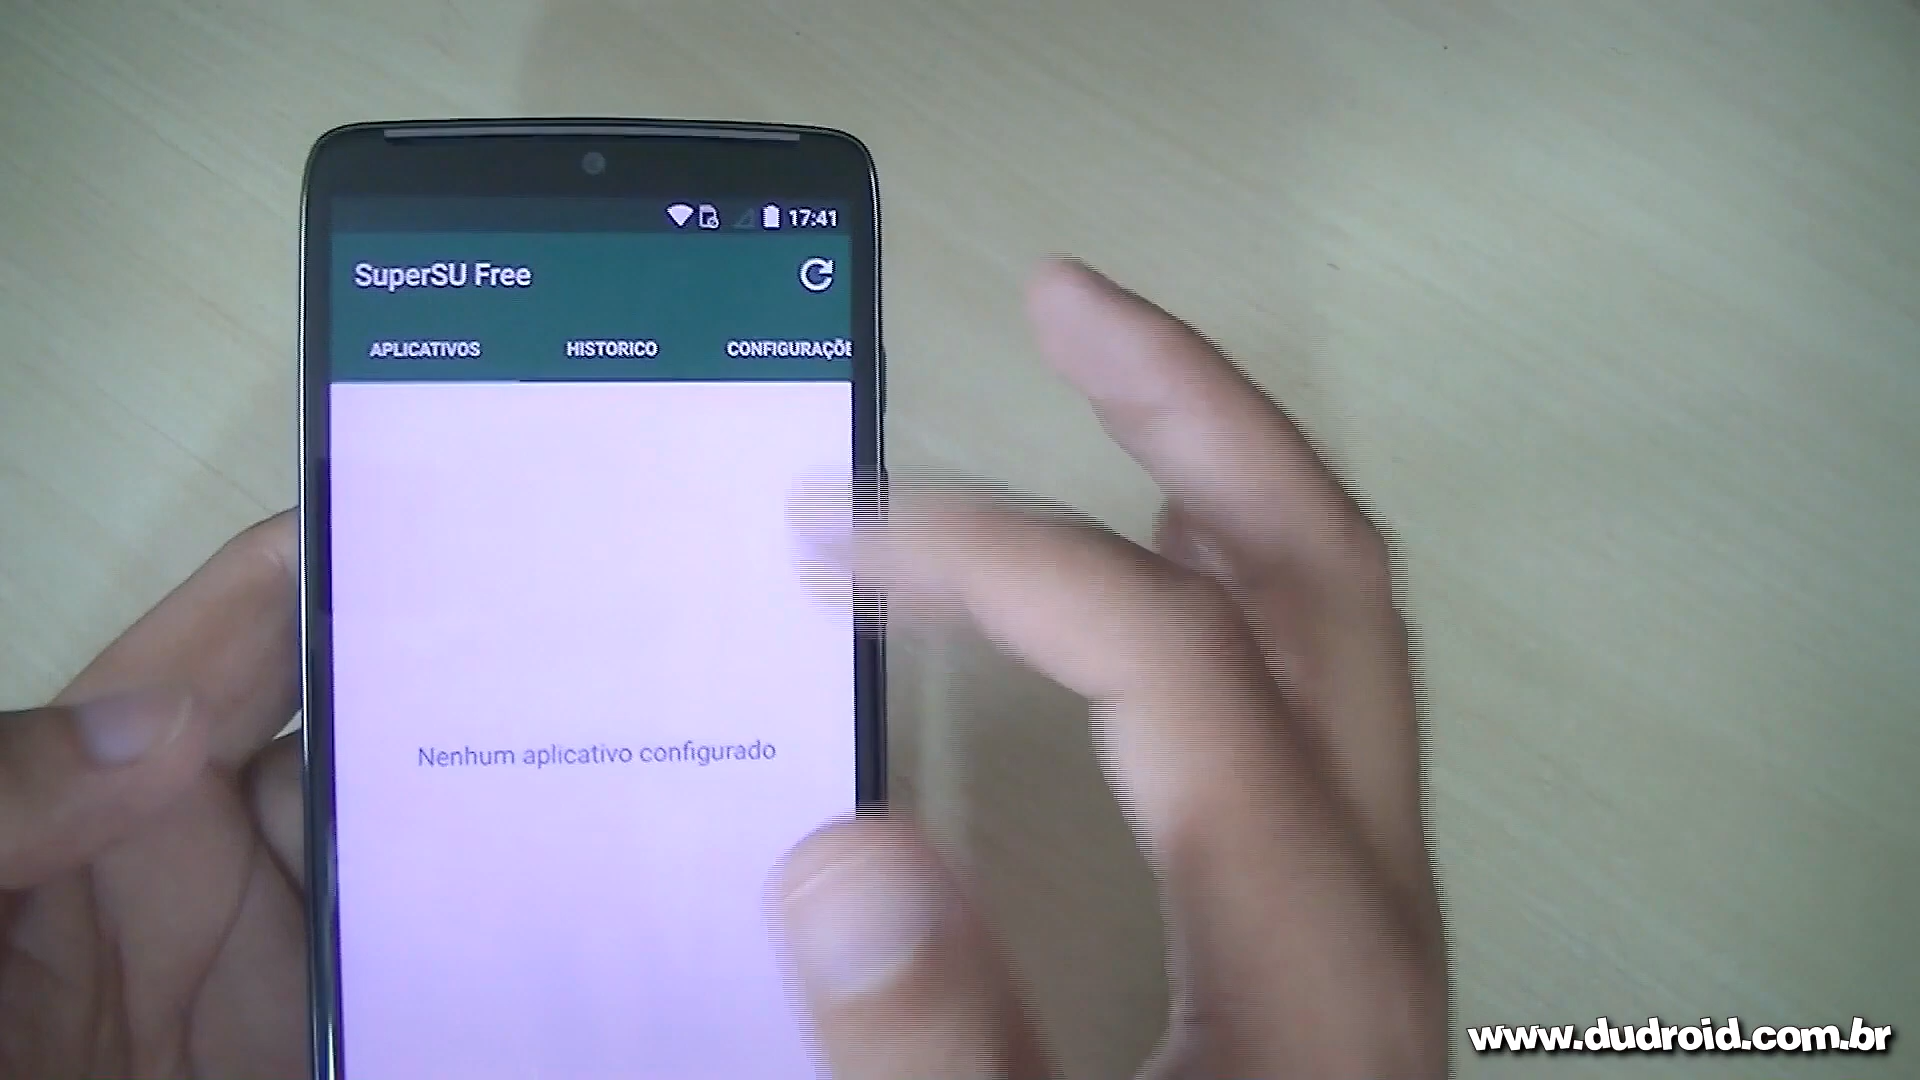 17:41
SuperSU Free
APLICATIVOS HISTORICO CONFIGURAÇÕE
Nenhum aplicativo configurado
www.dudroid.com.br